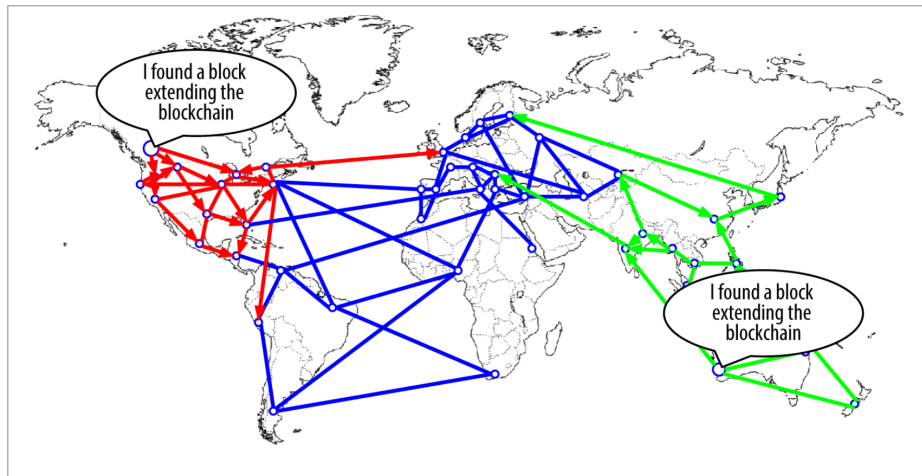 I found a block
extending the
blockchain
I found a block
extending the
blockchain